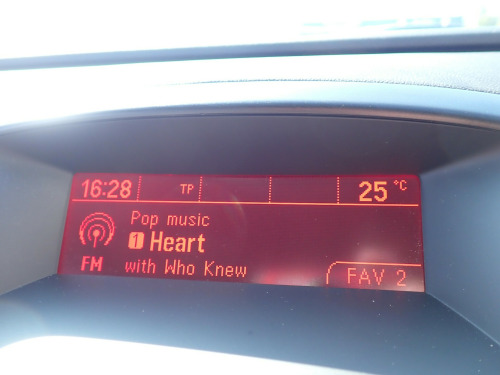 16:28 TP 25 °C
Pop music
1 Heart
FM with Who Knew
FAV 2